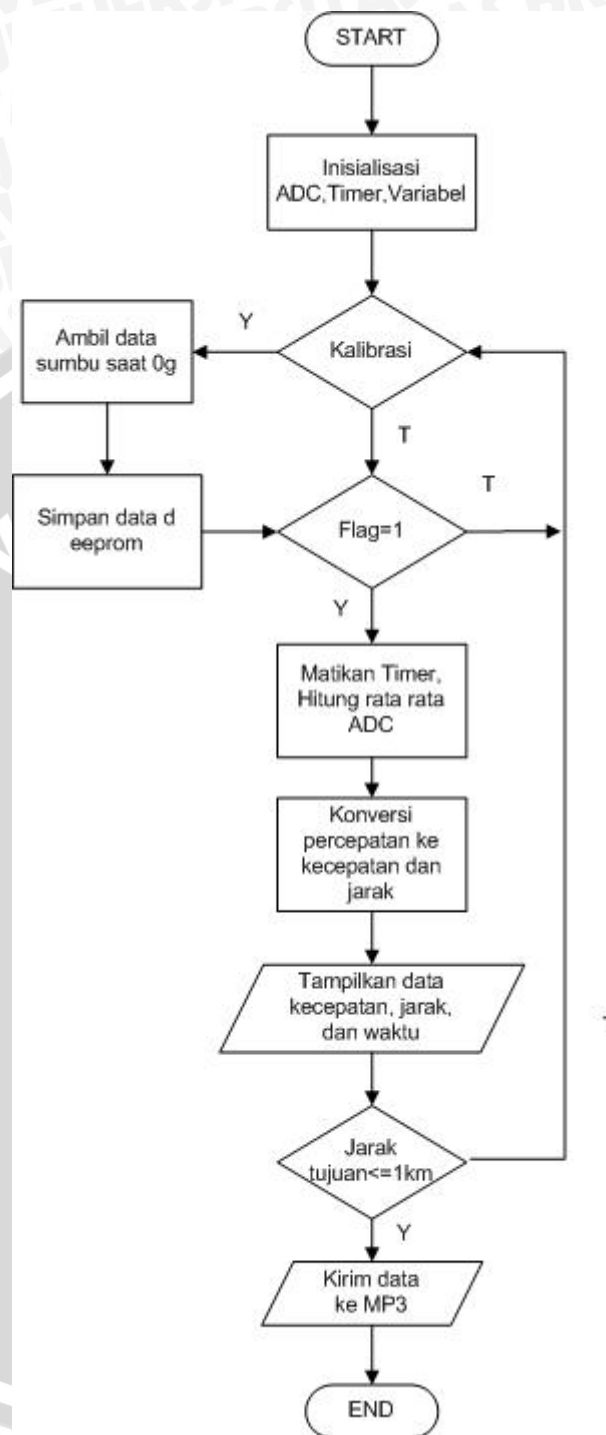 START
Inisialisasi
ADC,Timer,Variabel
Y
Kalibrasi
Ambil data
sumbu saat 0g
T
T
Simpan data d
eeprom
Flag=1
Y
Matikan Timer,
Hitung rata rata
ADC
Konversi
percepatan ke
kecepatan dan
jarak
Tampilkan data
kecepatan, jarak,
dan waktu
Jarak
tujuan<=1km
Y
Kirim data
ke MP3
END